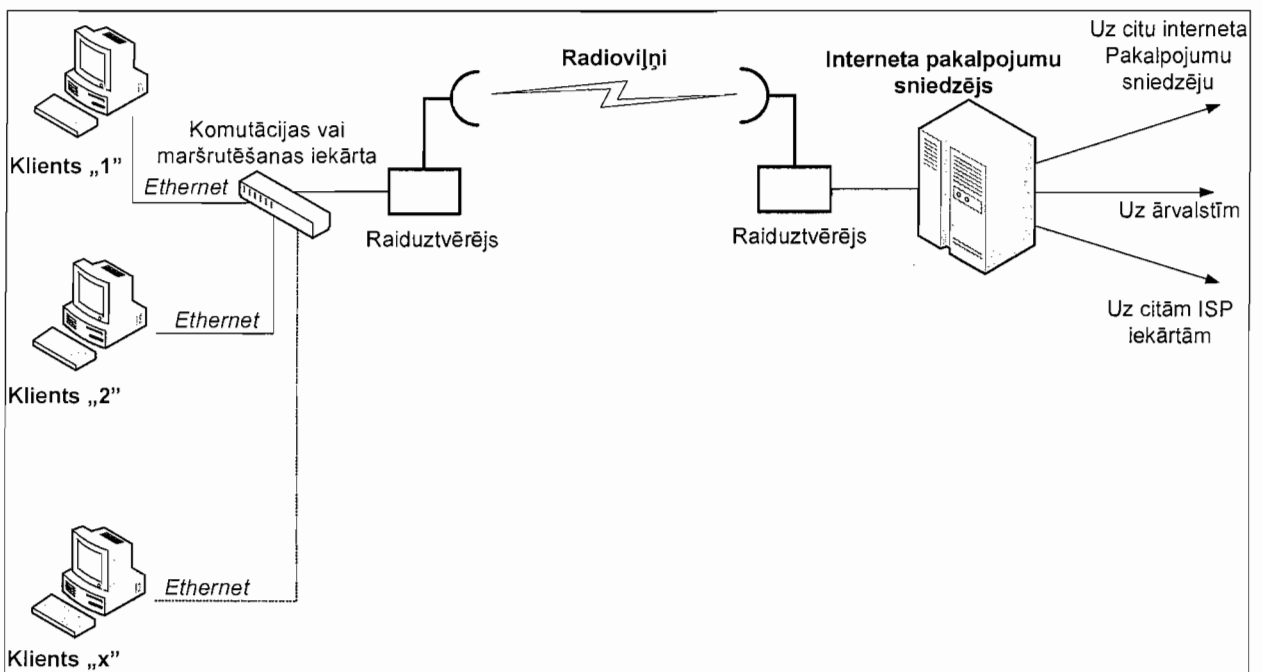 Uz citu interneta
Pakalpojumu
sniedzēju
Radioviļņi
Interneta pakalpojumu
sniedzējs
Komutācijas vai
maršrutēšanas iekārta
Klients „1”
Ethernet
Raiduztvērējs
Raiduztvērējs
Uz ārvalstīm
Uz citām ISP
iekārtām
Ethernet
Klients „2”
Ethernet
Klients „x”